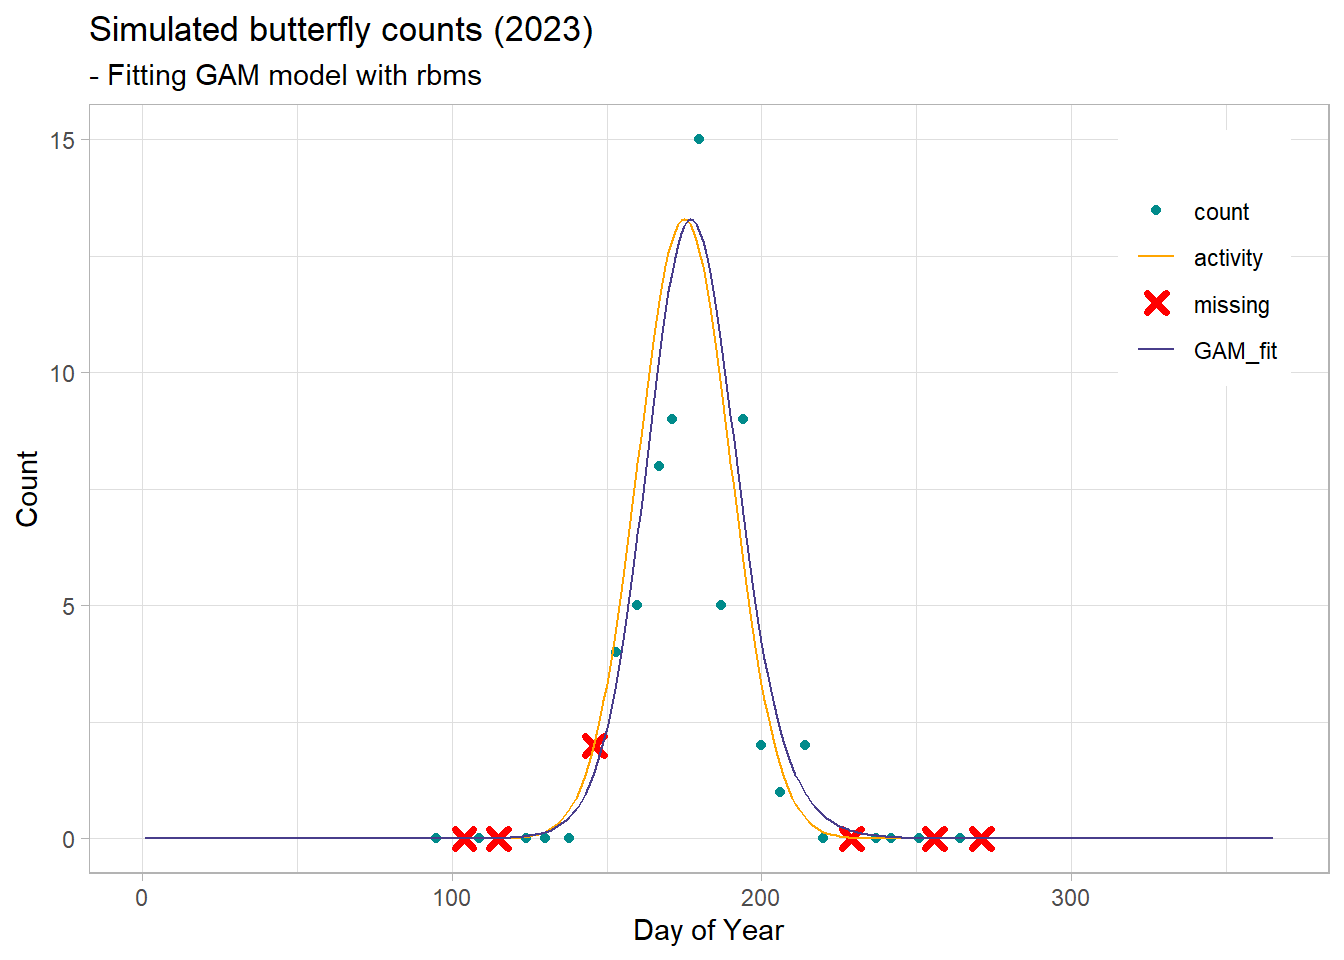 Simulated butterfly counts (2023)
- Fitting GAM model with rbms
15
10
5
0
Count
0 100 200 300
Day of Year
count
activity
missing
GAM_fit